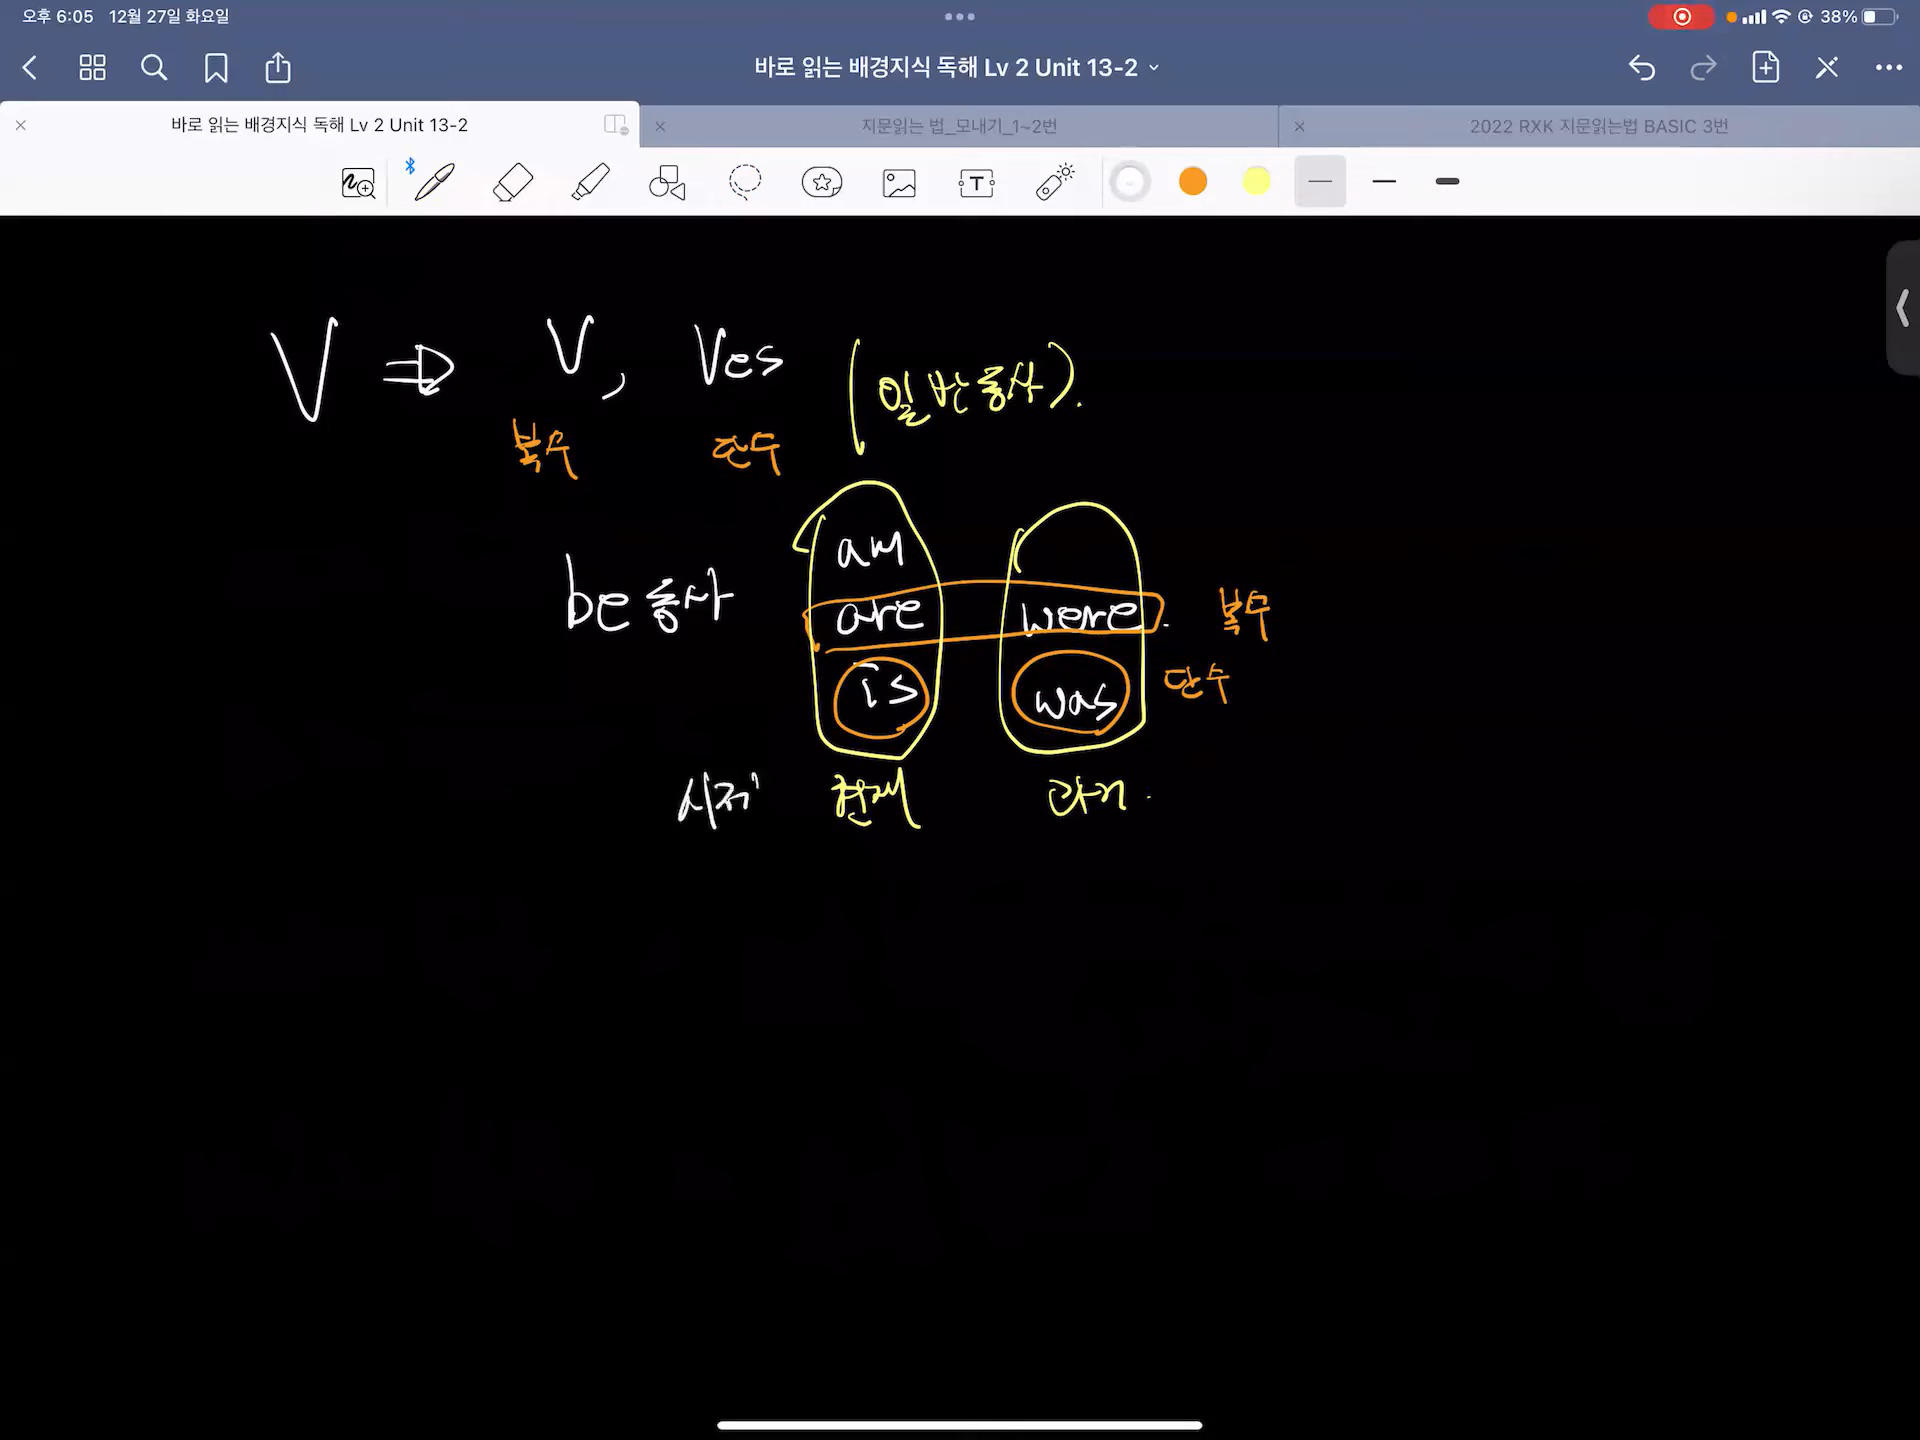 오후 6:05 12월 27일 화요일 38%
바로 읽는 배경지식 독해 Lv 2 Unit 13-2
바로 읽는 배경지식 독해 Lv 2 Unit 13-2 지문읽는 법_모내기_1~2번 2022 RXK 지문읽는법 BASIC 3번
V ⇒ V, Ves (일반동사).
복수 단수
am
be동사 are were. 복수
is was 단수
시제 현재 과거.